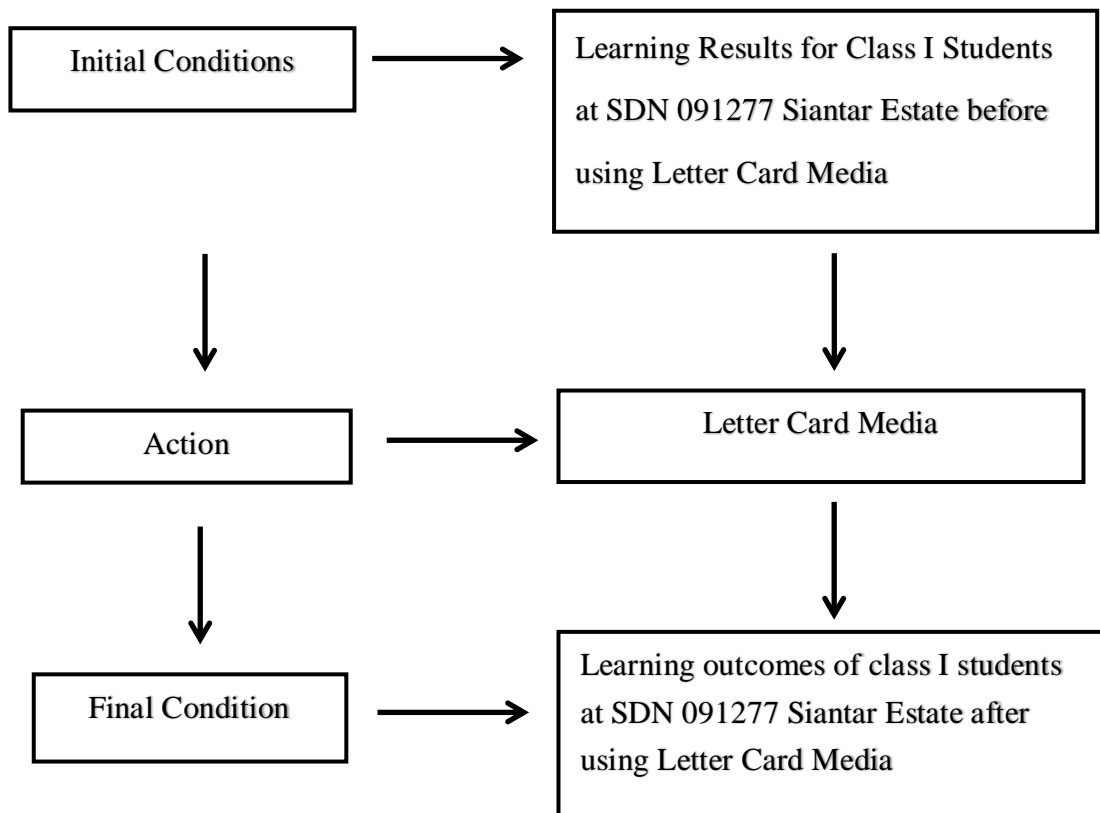 Initial Conditions
Learning Results for Class I Students
at SDN 091277 Siantar Estate before
using Letter Card Media
Action
Letter Card Media
Final Condition
Learning outcomes of class I students
at SDN 091277 Siantar Estate after
using Letter Card Media